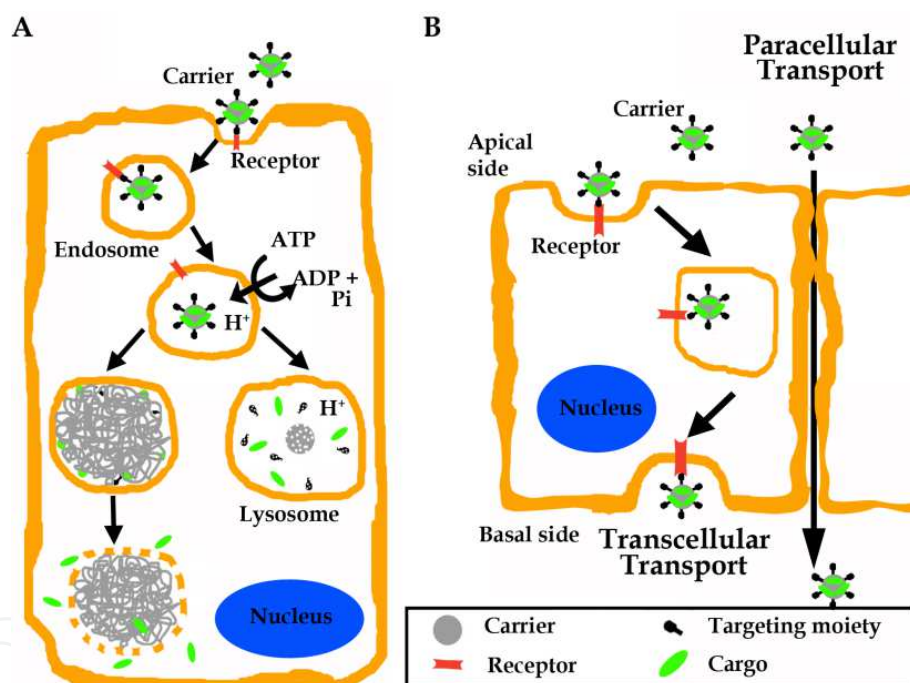 A
Carrier
Receptor
Endosome
ATP
ADP +
Pi
H⁺
H⁺
Lysosome
Nucleus
B
Paracellular
Transport
Carrier
Apical
side
Receptor
Nucleus
Basal side
Transcellular
Transport
Carrier
Targeting moiety
Receptor
Cargo